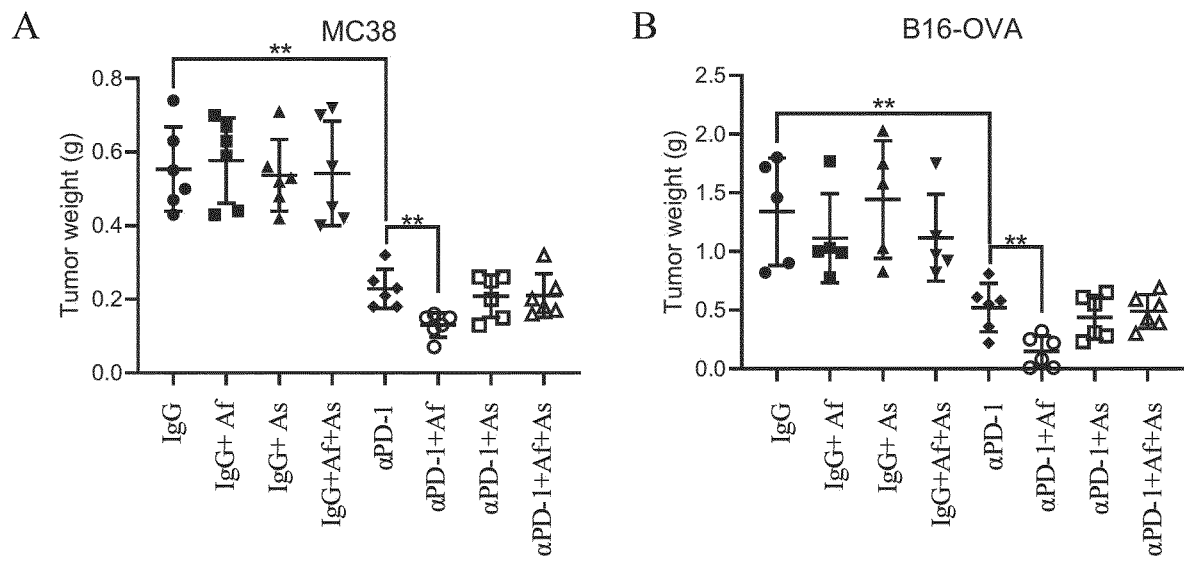 A
MC38
**
Tumor weight (g)
0.8
0.6
0.4
0.2
0.0
**
IgG
IgG+ Af
IgG+ As
IgG+Af+As
αPD-1
αPD-1+Af
αPD-1+As
αPD-1+Af+As
B
B16-OVA
**
Tumor weight (g)
2.5
2.0
1.5
1.0
0.5
0.0
**
IgG
IgG+ Af
IgG+ As
IgG+Af+As
αPD-1
αPD-1+Af
αPD-1+As
αPD-1+Af+As